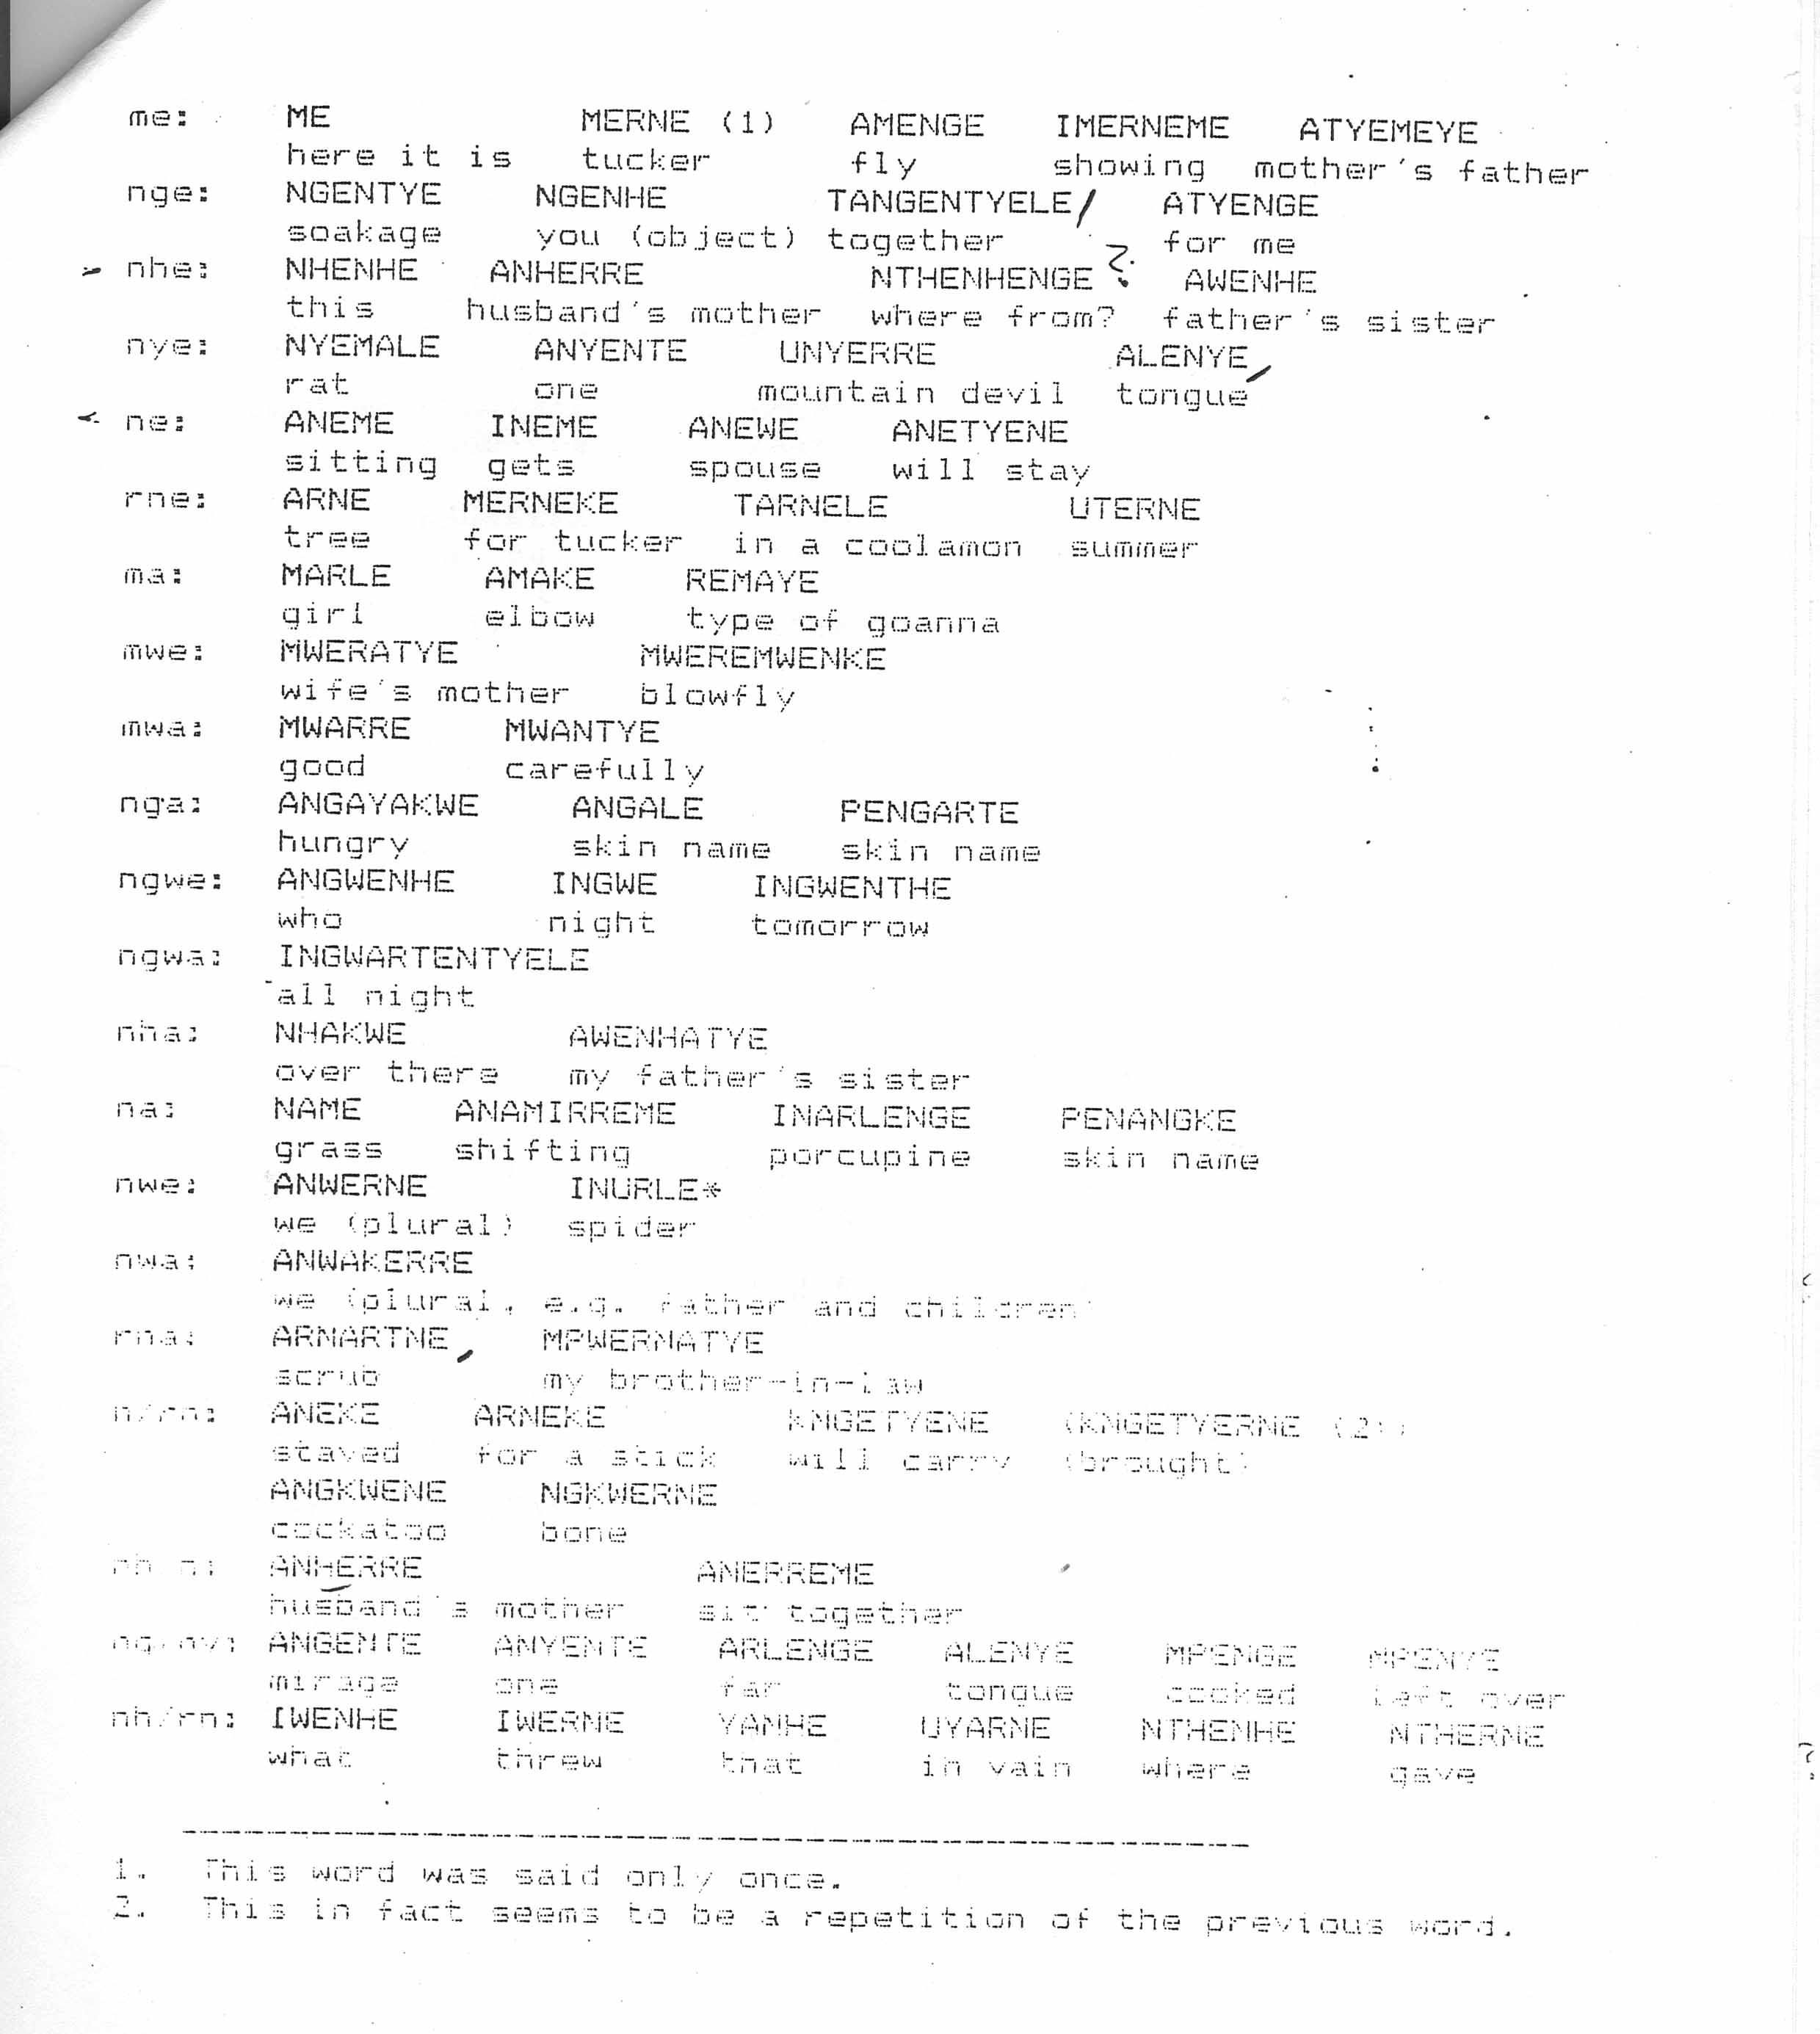 me: ME MERNE (1) AMENGE IMERNEME ATYEMEYE
here it is tucker fly showing mother's father
nge: NGENTYE NGENHE TANGENTYELE/ ATYENGE
soakage you (object) together for me
nhe: NHENHE ANHERRE NTHENHENGE ? AWENHE
this husband's mother where from? father's sister
nye: NYEMALE ANYENTE UNYERRE ALENYE
rat one mountain devil tongue
ne: ANEME INEME ANEWE ANETYENE
sitting gets spouse will stay
rne: ARNE MERNEKE TARNELE UTERNE
tree for tucker in a coolamon summer
ma: MARLE AMAKE REMAYE
girl elbow type of goanna
mwe: MWERATYE MWEREMWENKE
wife's mother blowfly
mwa: MWARRE MWANTYE
good carefully
nga: ANGAYAKWE ANGALE PENGARTE
hungry skin name skin name
ngwe: ANGWENHE INGWE INGWENTHE
who night tomorrow
ngwa: INGWARTENTYELE
all night
nha: NHAKWE AWENHATYE
over there my father's sister
na: NAME ANAMIRREME INARLENGE PENANGKE
grass shifting porcupine skin name
nwe: ANWERNE INURLE*
we (plural) spider
nwa: ANWAKERRE
we (plural, e.g. father and children)
rna: ARNARTNE MPWERNATYE
scrub my brother-in-law
n/rn: ANEKE ARNEKE KNGETYENE (KNGETYERNE (2))
stayed for a stick will carry (brought)
ANGKWENE NGKWERNE
cockatoo bone
nh/n: ANHERRE ANERREME
husband's mother sit together
ng/ny: ANGENTE ANYENTE ARLENGE ALENYE MPENGE MPENYE
mirage one far tongue cooked left over
nh/rn: IWENHE IWERNE YANHE UYARNE NTHENHE NTHERNE
what threw that in vain where gave
1. This word was said only once.
2. This in fact seems to be a repetition of the previous word.